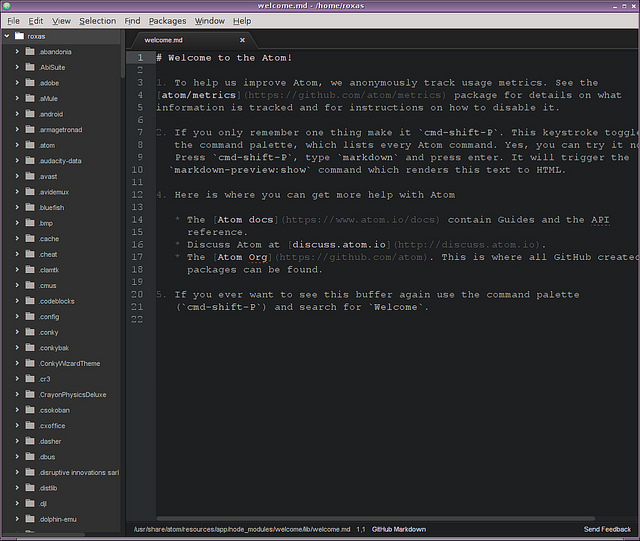 welcome.md - /home/roxas
File Edit View Selection Find Packages Window Help
roxas
.abandonia
.AbiSuite
.adobe
.aMule
.android
.armagetronad
.atom
.audacity-data
.avast
.avidemux
.bluefish
.bmp
.cache
.cheat
.clamtk
.cmus
.codeblocks
.config
.conky
.conkybak
.ConkyWizardTheme
.cr3
.CrayonPhysicsDeluxe
.csokoban
.cxoffice
.dasher
.dbus
.disruptive innovations sarl
.distlib
.djl
.dolphin-emu
welcome.md
1 # Welcome to the Atom!
2
3 1. To help us improve Atom, we anonymously track usage metrics. See the
4 [atom/metrics](https://github.com/atom/metrics) package for details on what
5 information is tracked and for instructions on how to disable it.
6
7 2. If you only remember one thing make it `cmd-shift-P`. This keystroke toggl
8 the command palette, which lists every Atom command. Yes, you can try it no
9 Press `cmd-shift-P`, type `markdown` and press enter. It will trigger the
10 `markdown-preview:show` command which renders this text to HTML.
11
12 4. Here is where you can get more help with Atom
13
14 * The [Atom docs](https://www.atom.io/docs) contain Guides and the API
15 reference.
16 * Discuss Atom at [discuss.atom.io](http://discuss.atom.io).
17 * The [Atom Org](https://github.com/atom). This is where all GitHub created
18 packages can be found.
19
20 5. If you ever want to see this buffer again use the command palette
21 (`cmd-shift-P`) and search for `Welcome`.
22
/usr/share/atom/resources/app/node_modules/welcome/lib/welcome.md 1,1 GitHub Markdown Send Feedback